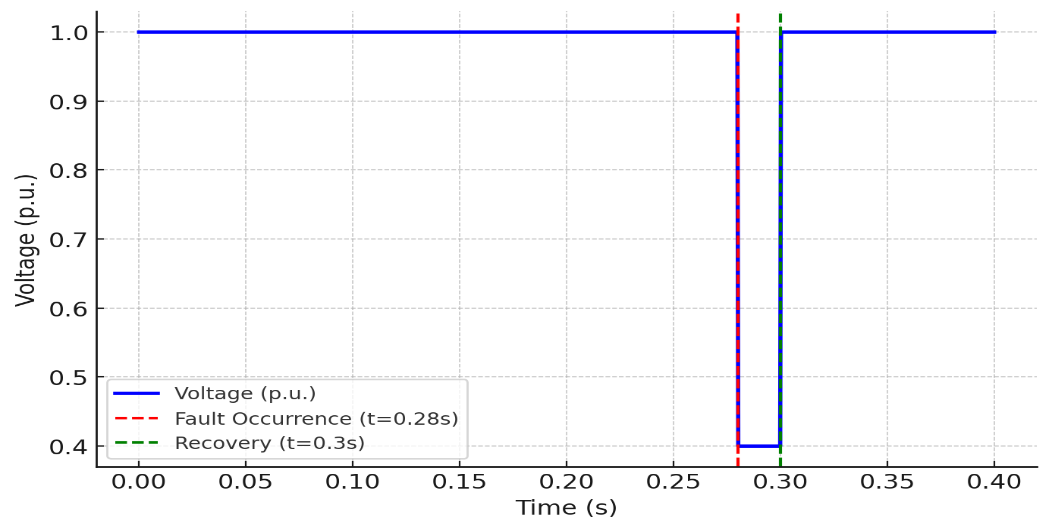 1.0
0.9
0.8
0.7
0.6
0.5
0.4
Voltage (p.u.)
Voltage (p.u.)
Fault Occurrence (t=0.28s)
Recovery (t=0.3s)
0.00 0.05 0.10 0.15 0.20 0.25 0.30 0.35 0.40
Time (s)